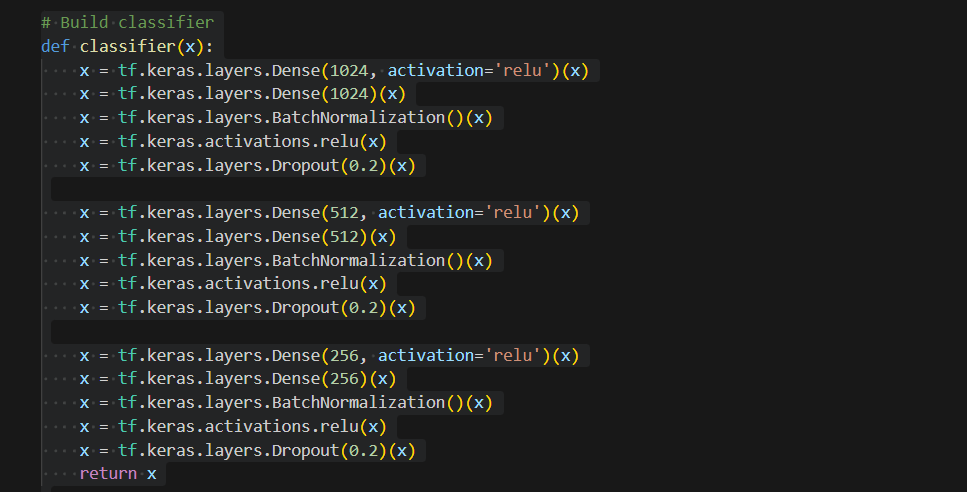 # Build classifier
def classifier(x):
    x = tf.keras.layers.Dense(1024, activation='relu')(x)
    x = tf.keras.layers.Dense(1024)(x)
    x = tf.keras.layers.BatchNormalization()(x)
    x = tf.keras.activations.relu(x)
    x = tf.keras.layers.Dropout(0.2)(x)

    x = tf.keras.layers.Dense(512, activation='relu')(x)
    x = tf.keras.layers.Dense(512)(x)
    x = tf.keras.layers.BatchNormalization()(x)
    x = tf.keras.activations.relu(x)
    x = tf.keras.layers.Dropout(0.2)(x)

    x = tf.keras.layers.Dense(256, activation='relu')(x)
    x = tf.keras.layers.Dense(256)(x)
    x = tf.keras.layers.BatchNormalization()(x)
    x = tf.keras.activations.relu(x)
    x = tf.keras.layers.Dropout(0.2)(x)
    return x